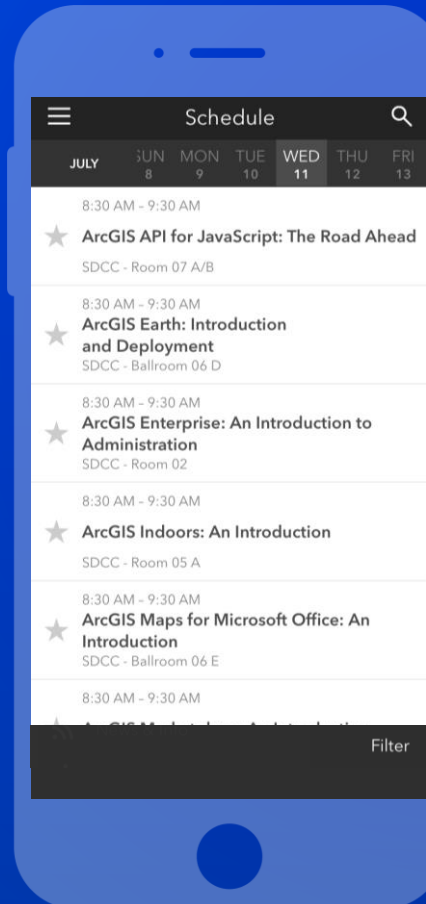 Schedule
JULY SUN MON TUE WED THU FRI
8 9 10 11 12 13
8:30 AM – 9:30 AM
ArcGIS API for JavaScript: The Road Ahead
SDCC - Room 07 A/B
8:30 AM – 9:30 AM
ArcGIS Earth: Introduction
and Deployment
SDCC - Ballroom 06 D
8:30 AM – 9:30 AM
ArcGIS Enterprise: An Introduction to
Administration
SDCC - Room 02
8:30 AM – 9:30 AM
ArcGIS Indoors: An Introduction
SDCC - Room 05 A
8:30 AM – 9:30 AM
ArcGIS Maps for Microsoft Office: An
Introduction
SDCC - Ballroom 06 E
8:30 AM – 9:30 AM
Filter